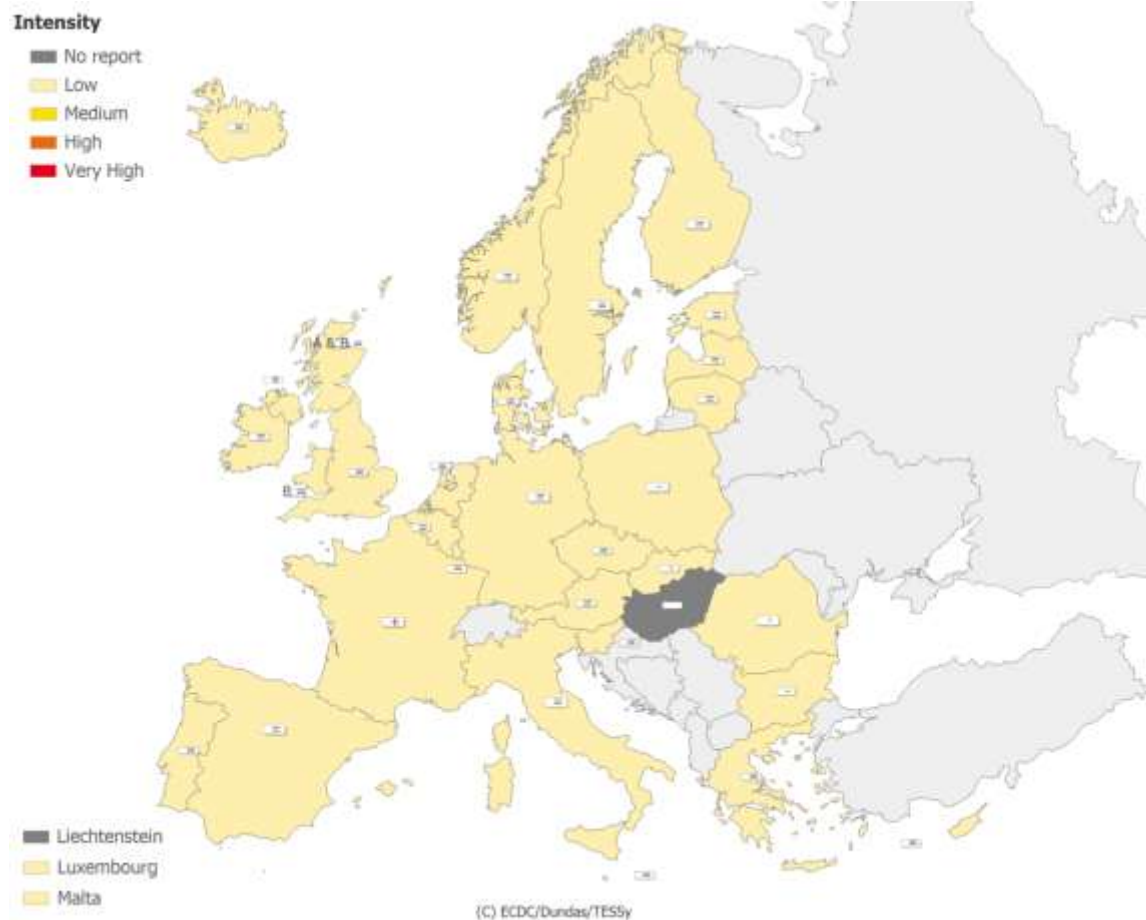 Intensity
No report
Low
Medium
High
Very High
A & B,
B,
Liechtenstein
Luxembourg
Malta
(C) ECDC/Dundas/TESSy